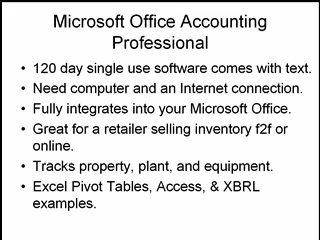 Microsoft Office Accounting
Professional
• 120 day single use software comes with text.
• Need computer and an Internet connection.
• Fully integrates into your Microsoft Office.
• Great for a retailer selling inventory f2f or
online.
• Tracks property, plant, and equipment.
• Excel Pivot Tables, Access, & XBRL
examples.